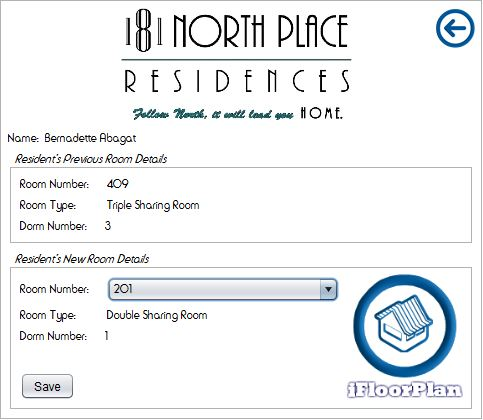 181 NORTH PLACE
RESIDENCES
Follow North, it will lead you HOME.
Name: Bernadette Abagat
Resident's Previous Room Details
Room Number: 409
Room Type: Triple Sharing Room
Dorm Number: 3
Resident's New Room Details
Room Number: 201
Room Type: Double Sharing Room
Dorm Number: 1
Save
iFloorPlan